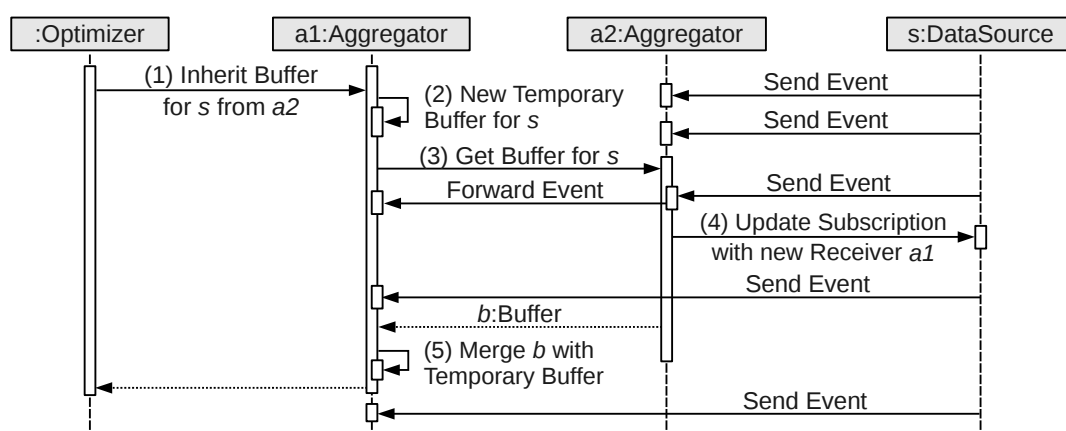 :Optimizer
a1:Aggregator
a2:Aggregator
s:DataSource
(1) Inherit Buffer
for s from a2
(2) New Temporary
Buffer for s
Send Event
Send Event
(3) Get Buffer for s
Send Event
Forward Event
(4) Update Subscription
with new Receiver a1
Send Event
b:Buffer
(5) Merge b with
Temporary Buffer
Send Event